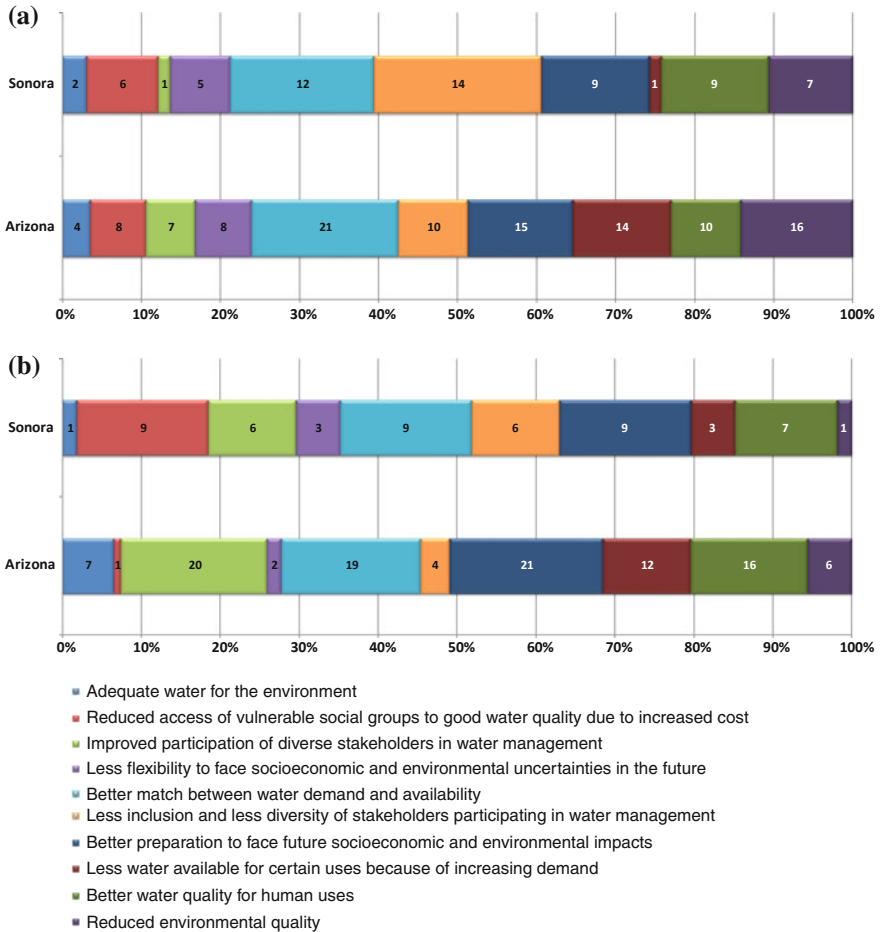 (a)
Sonora
2 6 1 5 12 14 9 1 9 7
Arizona
4 8 7 8 21 10 15 14 10 16
0% 10% 20% 30% 40% 50% 60% 70% 80% 90% 100%
(b)
Sonora
1 9 6 3 9 6 9 3 7 1
Arizona
7 1 20 2 19 4 21 12 16 6
0% 10% 20% 30% 40% 50% 60% 70% 80% 90% 100%
Adequate water for the environment
Reduced access of vulnerable social groups to good water quality due to increased cost
Improved participation of diverse stakeholders in water management
Less flexibility to face socioeconomic and environmental uncertainties in the future
Better match between water demand and availability
Less inclusion and less diversity of stakeholders participating in water management
Better preparation to face future socioeconomic and environmental impacts
Less water available for certain uses because of increasing demand
Better water quality for human uses
Reduced environmental quality